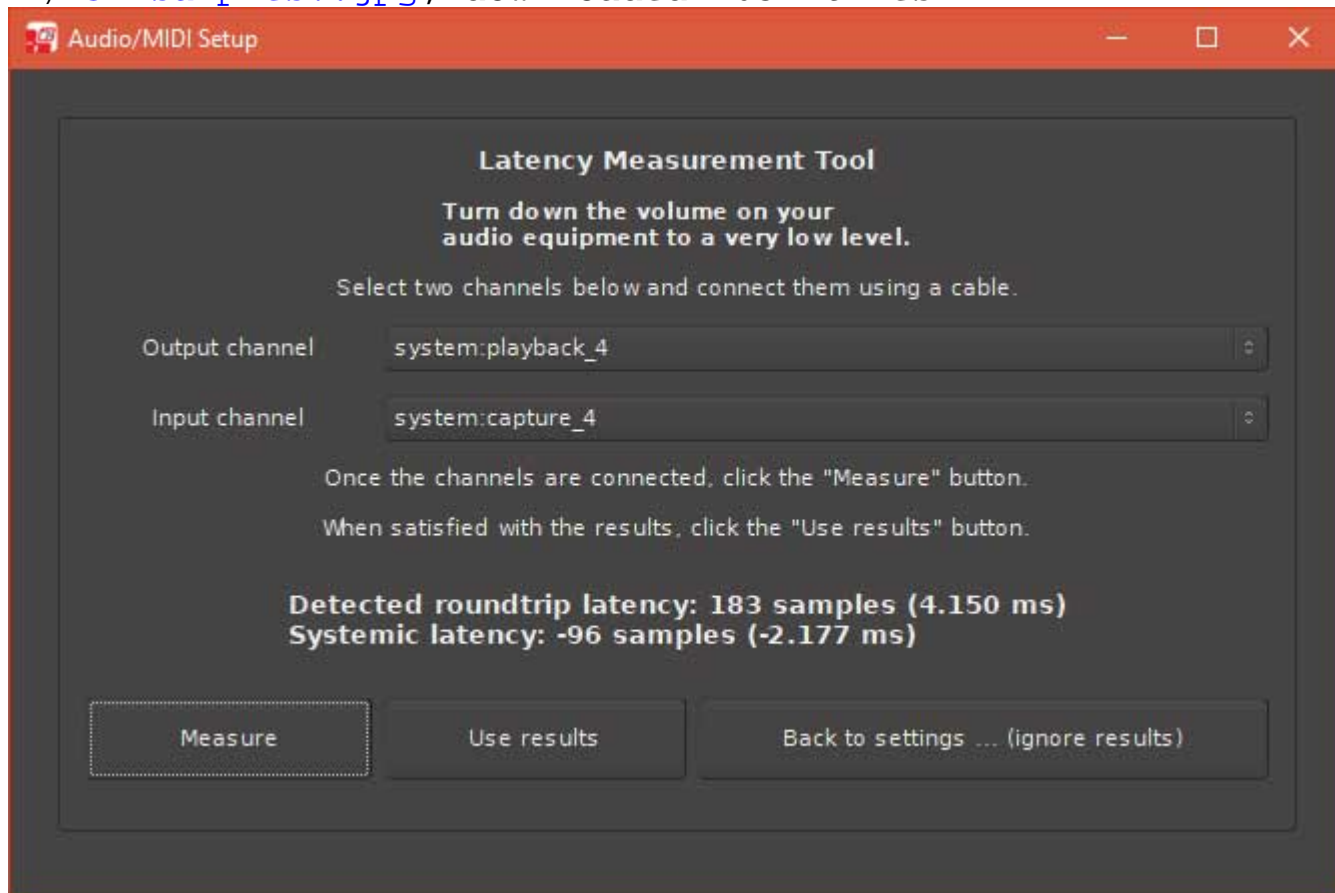 Audio/MIDI Setup
Latency Measurement Tool
Turn down the volume on your
audio equipment to a very low level.
Select two channels below and connect them using a cable.
Output channel system:playback_4
Input channel system:capture_4
Once the channels are connected, click the "Measure" button.
When satisfied with the results, click the "Use results" button.
Detected roundtrip latency: 183 samples (4.150 ms)
Systemic latency: -96 samples (-2.177 ms)
Measure Use results Back to settings ... (ignore results)